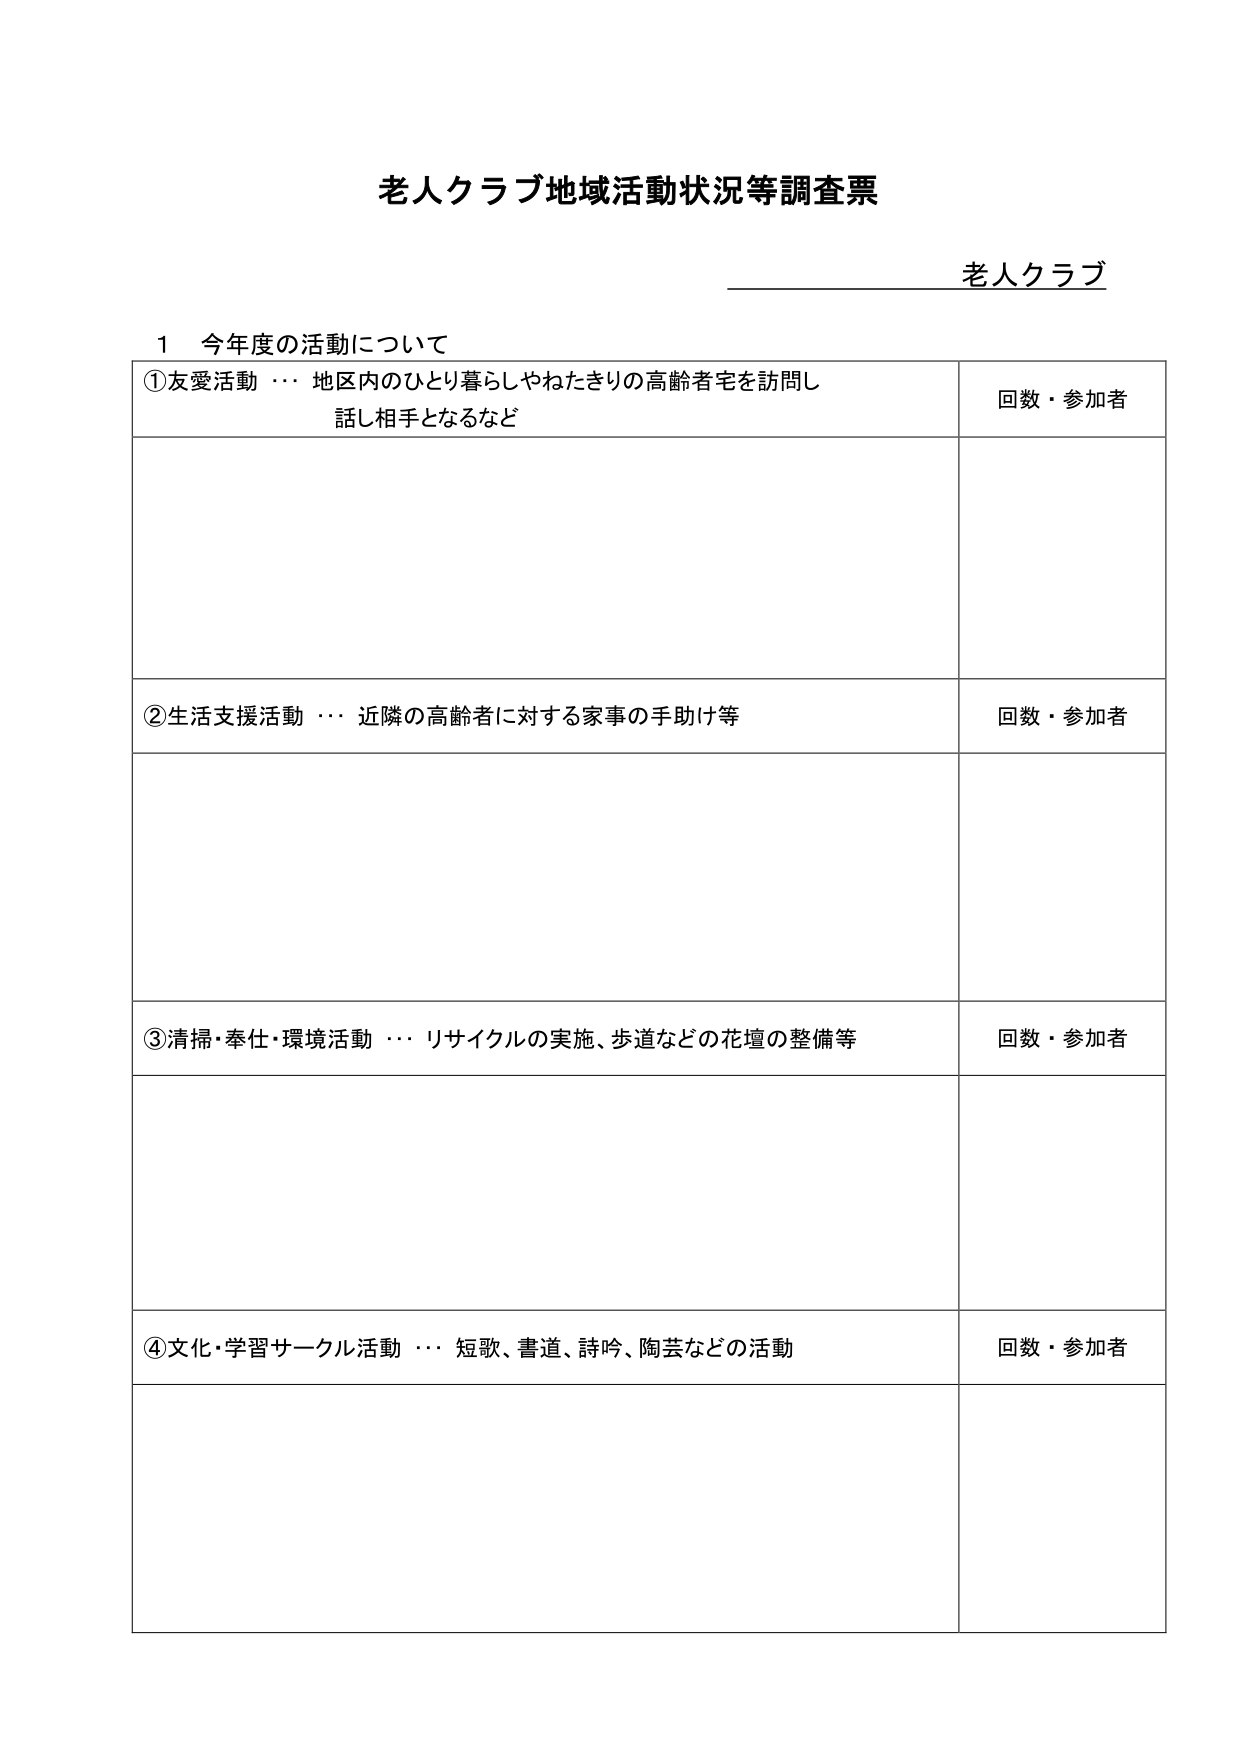 老人クラブ地域活動状況等調査票
老人クラブ
１　今年度の活動について
①友愛活動 … 地区内のひとり暮らしやねたきりの高齢者宅を訪問し
話し相手となるなど
回数・参加者
②生活支援活動 … 近隣の高齢者に対する家事の手助け等
回数・参加者
③清掃・奉仕・環境活動 … リサイクルの実施、歩道などの花壇の整備等
回数・参加者
④文化・学習サークル活動 … 短歌、書道、詩吟、陶芸などの活動
回数・参加者